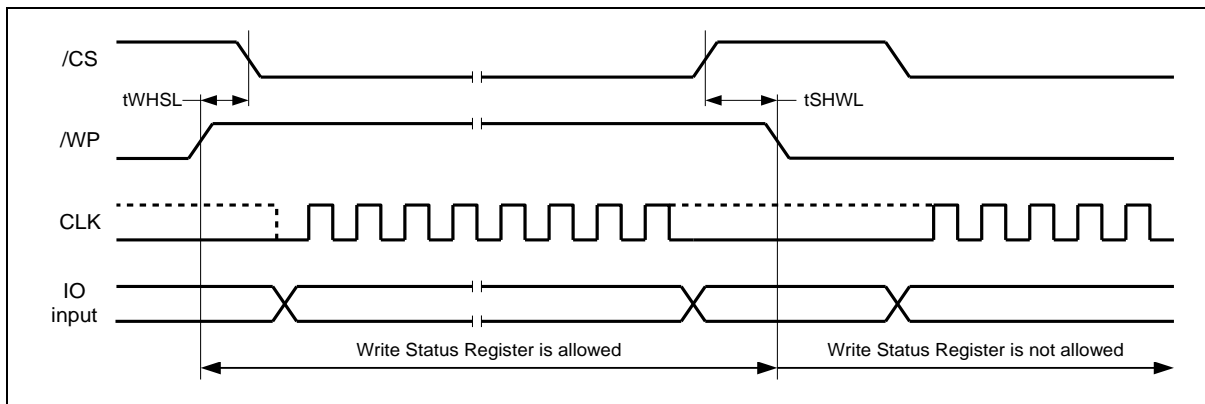 /CS
tWHSL
tSHWL
/WP
CLK
IO
input
Write Status Register is allowed
Write Status Register is not allowed